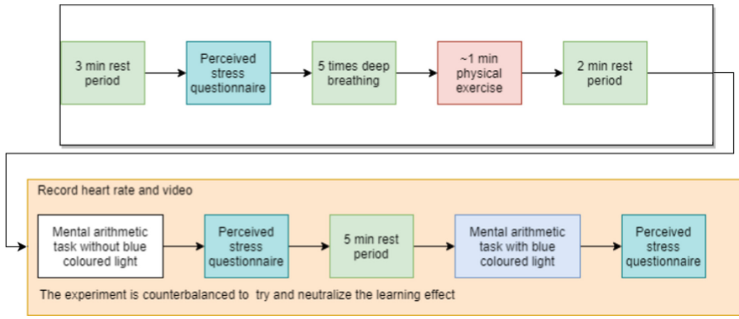 3 min rest
period
Perceived
stress
questionnaire
5 times deep
breathing
~1 min
physical
exercise
2 min rest
period
Record heart rate and video
Mental arithmetic
task without blue
coloured light
Perceived
stress
questionnaire
5 min rest
period
Mental arithmetic
task with blue
coloured light
Perceived
stress
questionnaire
The experiment is counterbalanced to try and neutralize the learning effect